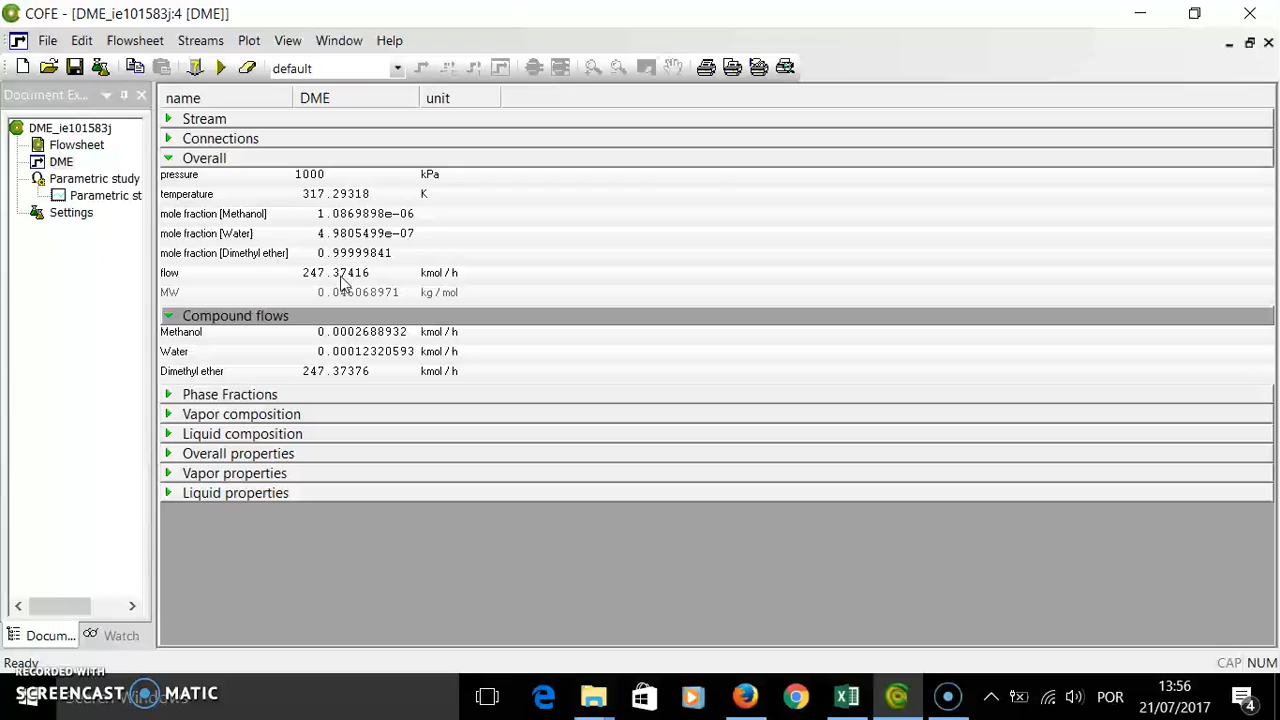 COFE - [DME_ie101583j:4 [DME]]
File Edit Flowsheet Streams Plot View Window Help
default
Document Ex...
DME_ie101583j
Flowsheet
DME
Parametric study
Parametric st
Settings
name DME unit
Stream
Connections
Overall
pressure 1000 kPa
temperature 317.29318 K
mole fraction [Methanol] 1.0869898e-06
mole fraction [Water] 4.9805499e-07
mole fraction [Dimethyl ether] 0.99999841
flow 247.37416 kmol / h
MW 0.046068971 kg / mol
Compound flows
Methanol 0.0002688932 kmol / h
Water 0.00012320593 kmol / h
Dimethyl ether 247.37376 kmol / h
Phase Fractions
Vapor composition
Liquid composition
Overall properties
Vapor properties
Liquid properties
Docum... Watch
Ready
CAP NUM
RECORDED WITH
SCREENCAST MATIC
Windows
POR
13:56
21/07/2017
4